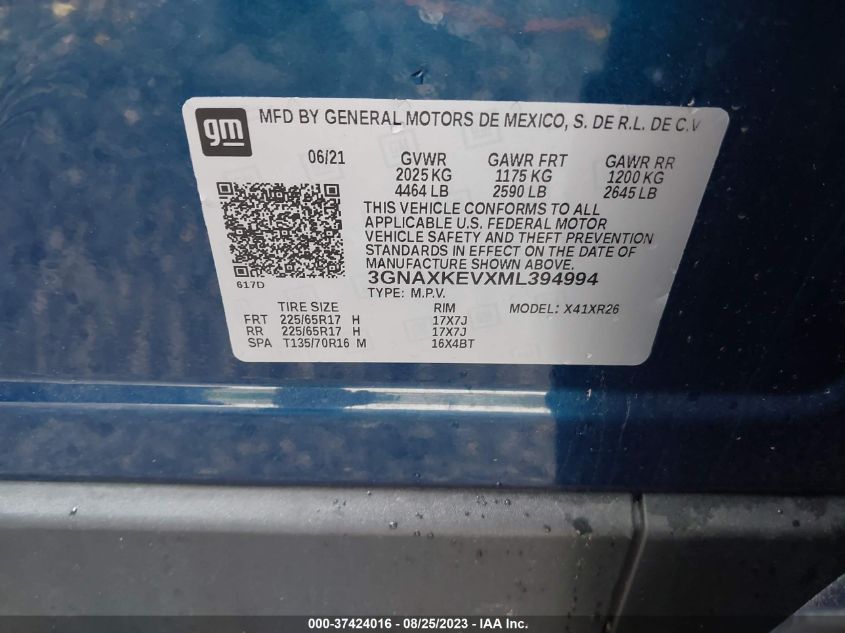 gm
MFD BY GENERAL MOTORS DE MEXICO, S. DE R.L. DE C.V
06/21 GVWR GAWR FRT GAWR RR
2025 KG 1175 KG 1200 KG
4464 LB 2590 LB 2645 LB
THIS VEHICLE CONFORMS TO ALL
APPLICABLE U.S. FEDERAL MOTOR
VEHICLE SAFETY AND THEFT PREVENTION
STANDARDS IN EFFECT ON THE DATE OF
MANUFACTURE SHOWN ABOVE.
617D
3GNAXKEVXML394994
TYPE: M.P.V.
TIRE SIZE RIM MODEL: X41XR26
FRT 225/65R17 H 17X7J
RR 225/65R17 H 17X7J
SPA T135/70R16 M 16X4BT
000-37424016 - 08/25/2023 - IAA Inc.